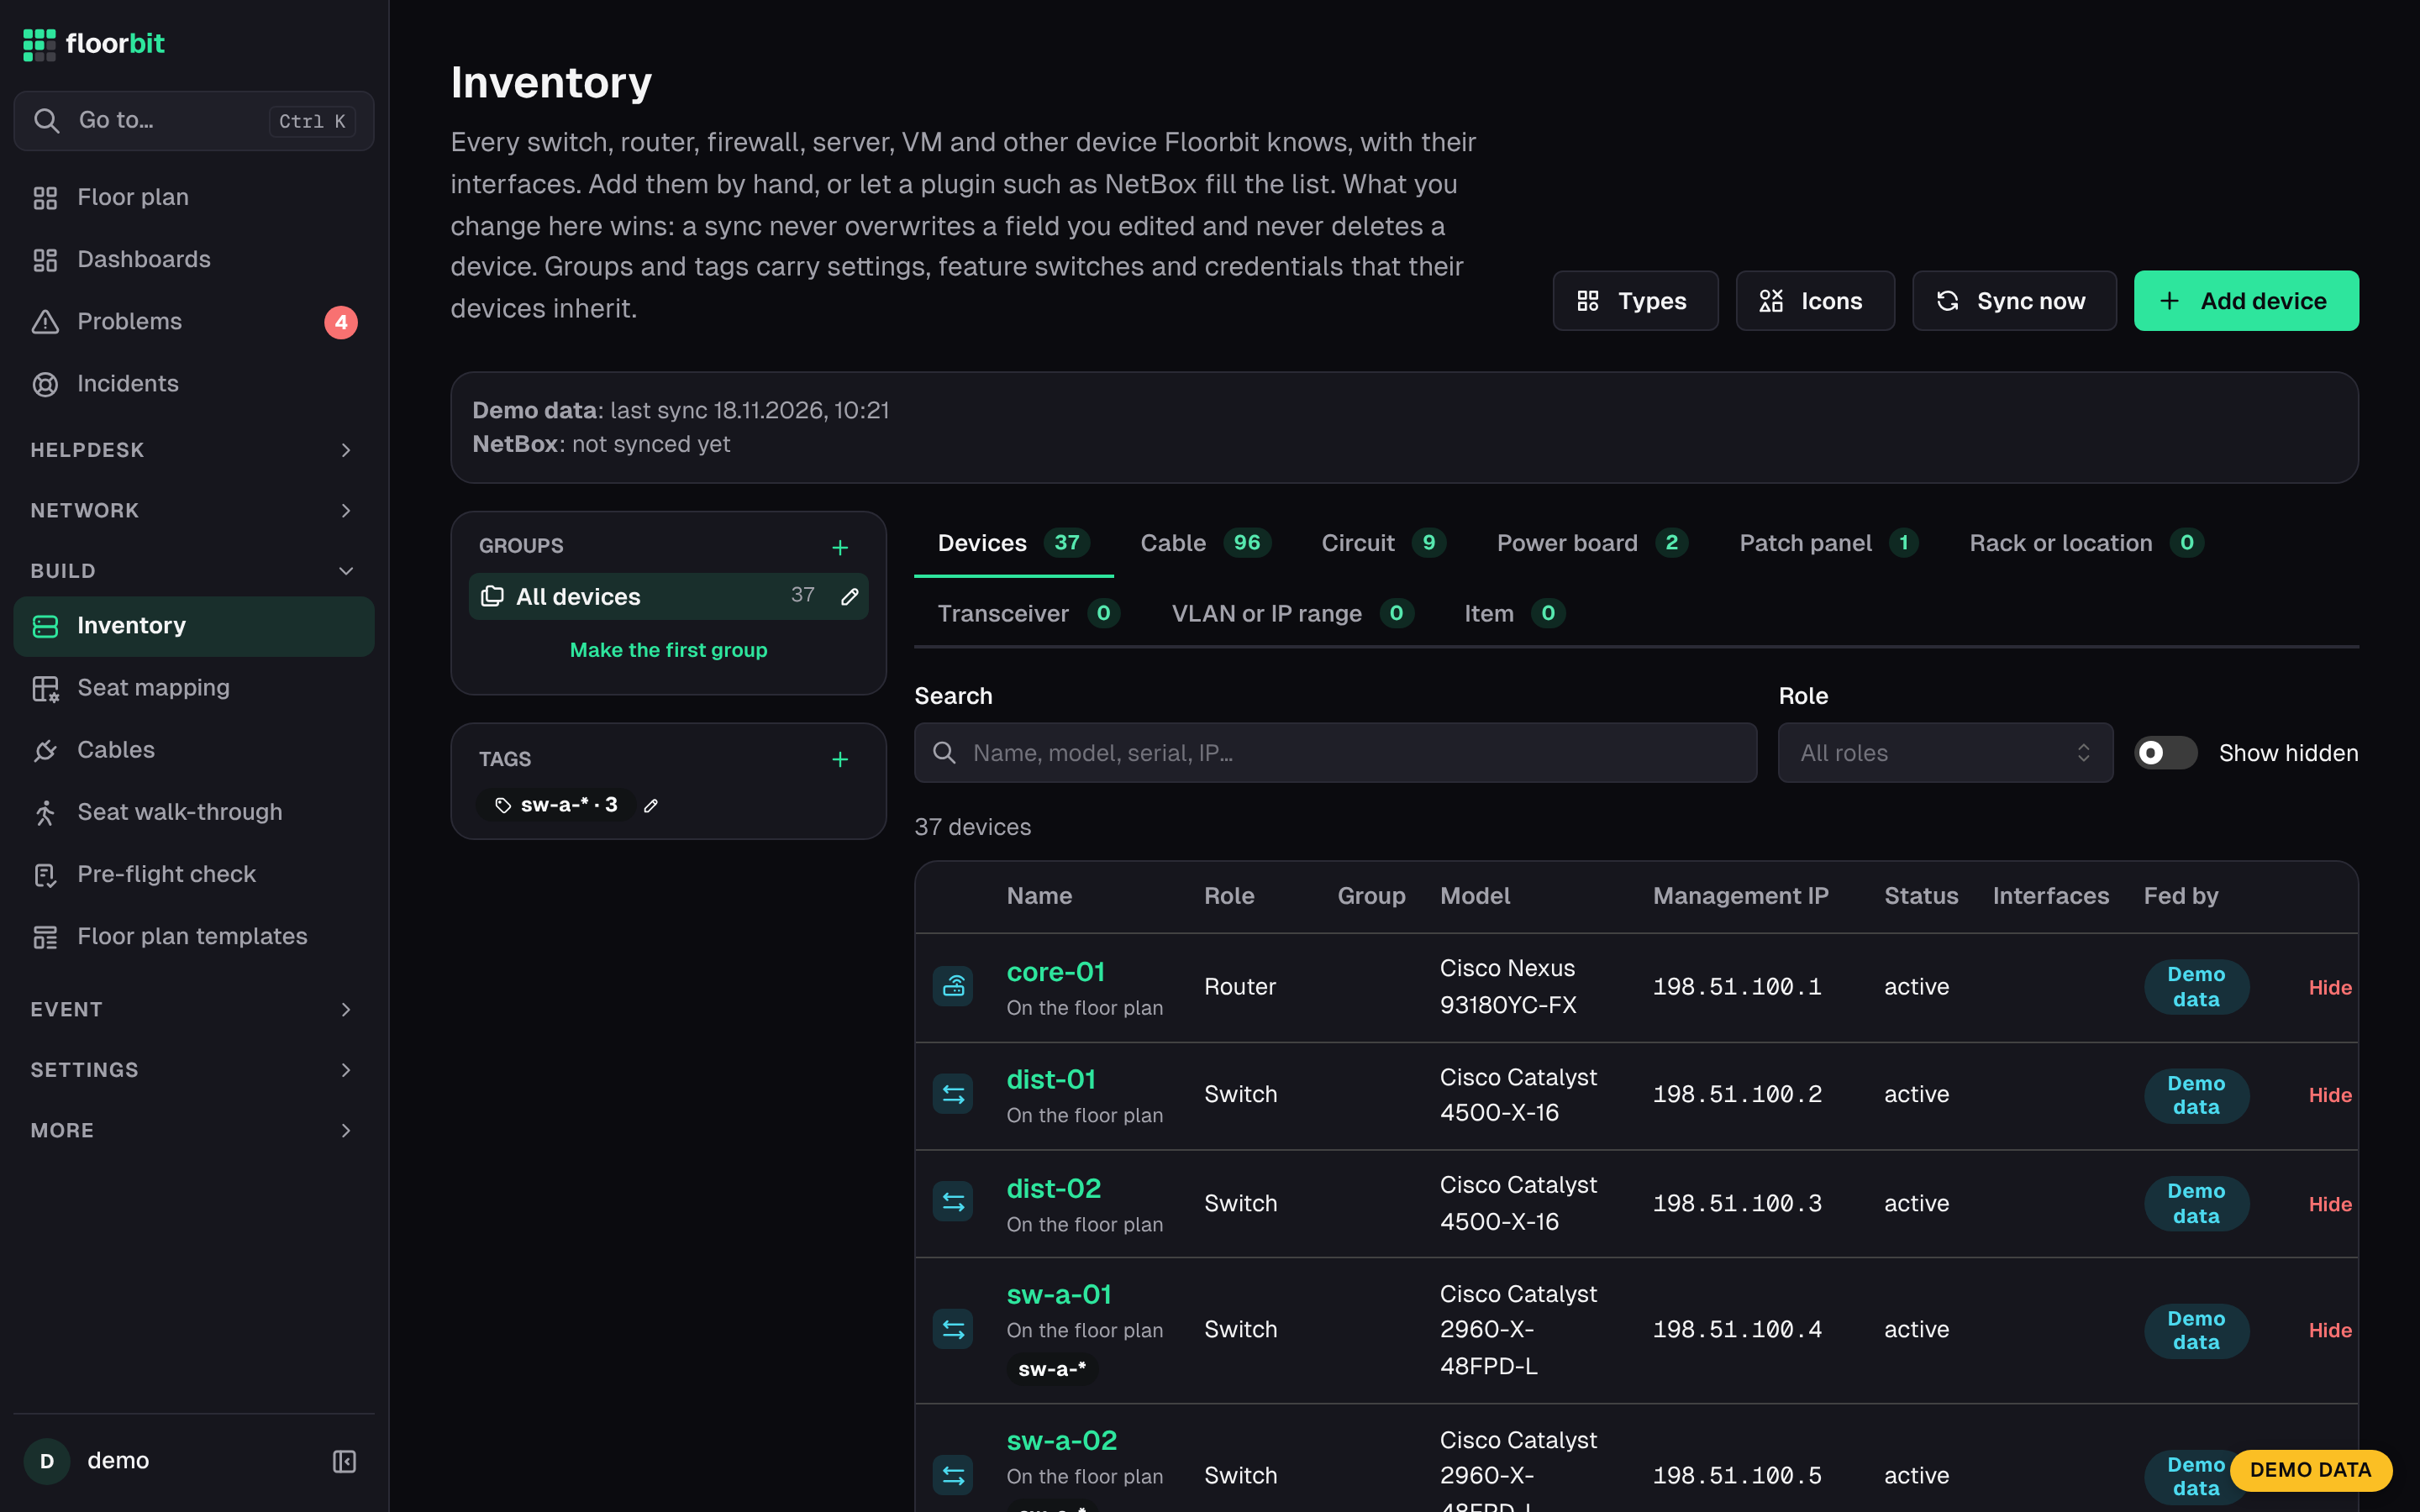 floorbit
Go to...
Ctrl K
Floor plan
Dashboards
Problems
4
Incidents
HELPDESK
NETWORK
BUILD
Inventory
Seat mapping
Cables
Seat walk-through
Pre-flight check
Floor plan templates
EVENT
SETTINGS
MORE
D
demo
Inventory
Every switch, router, firewall, server, VM and other device Floorbit knows, with their
interfaces. Add them by hand, or let a plugin such as NetBox fill the list. What you
change here wins: a sync never overwrites a field you edited and never deletes a
device. Groups and tags carry settings, feature switches and credentials that their
devices inherit.
Types
Icons
Sync now
Add device
Demo data: last sync 18.11.2026, 10:21
NetBox: not synced yet
GROUPS
All devices
37
Make the first group
TAGS
sw-a-* · 3
Devices 37
Cable 96
Circuit 9
Power board 2
Patch panel 1
Rack or location 0
Transceiver 0
VLAN or IP range 0
Item 0
Search
Name, model, serial, IP...
Role
All roles
Show hidden
37 devices
Name Role Group Model Management IP Status Interfaces Fed by
core-01
On the floor plan
Router
Cisco Nexus
93180YC-FX
198.51.100.1
active
Demo
data
Hide
dist-01
On the floor plan
Switch
Cisco Catalyst
4500-X-16
198.51.100.2
active
Demo
data
Hide
dist-02
On the floor plan
Switch
Cisco Catalyst
4500-X-16
198.51.100.3
active
Demo
data
Hide
sw-a-01
On the floor plan
sw-a-*
Switch
Cisco Catalyst
2960-X-
48FPD-L
198.51.100.4
active
Demo
data
Hide
sw-a-02
On the floor plan
sw-a-*
Switch
Cisco Catalyst
2960-X-
48FPD-L
198.51.100.5
active
Demo
data
DEMO DATA